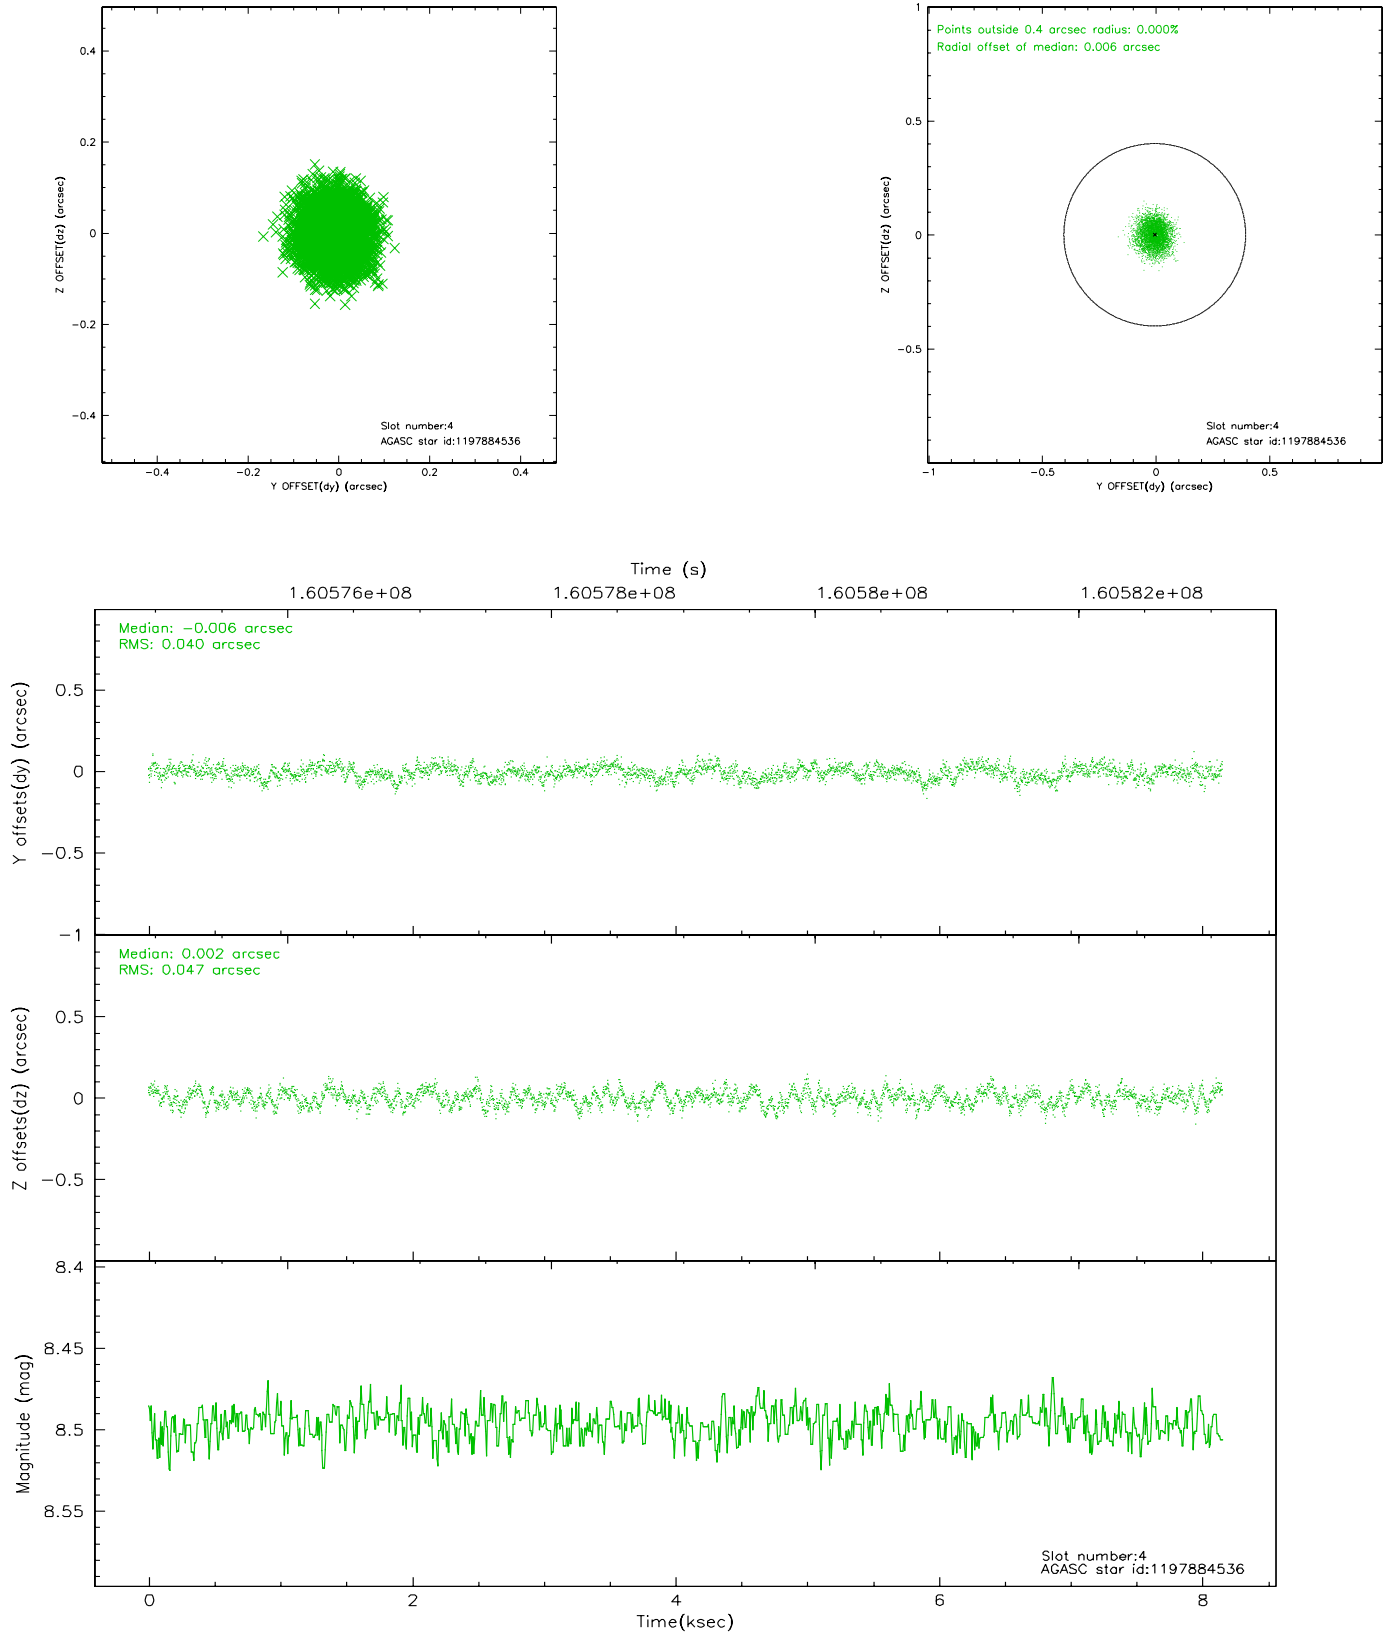 0.4
0.2
0
−0.2
−0.4
Z OFFSET(dz) (arcsec)
Slot number:4
AGASC star id:1197884536
−0.4 −0.2 0 0.2 0.4
Y OFFSET(dy) (arcsec)
1
0.5
0
−0.5
Z OFFSET(dz) (arcsec)
Points outside 0.4 arcsec radius: 0.000%
Radial offset of median: 0.006 arcsec
Slot number:4
AGASC star id:1197884536
−1 −0.5 0 0.5
Y OFFSET(dy) (arcsec)
Time (s)
1.60576e+08 1.60578e+08 1.6058e+08 1.60582e+08
Median: −0.006 arcsec
RMS: 0.040 arcsec
0.5
0
−0.5
−1
Y offsets(dy) (arcsec)
Median: 0.002 arcsec
RMS: 0.047 arcsec
0.5
0
−0.5
Z offsets(dz) (arcsec)
8.4
8.45
8.5
8.55
Magnitude (mag)
Slot number:4
AGASC star id:1197884536
0 2 4 6 8
Time(ksec)